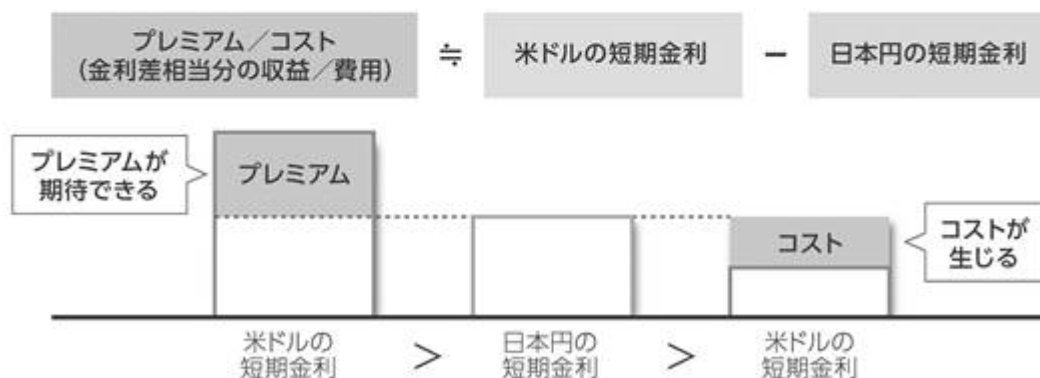 プレミアム／コスト
(金利差相当分の収益／費用)
≒
米ドルの短期金利
−
日本円の短期金利
プレミアムが
期待できる
プレミアム
コスト
コストが
生じる
米ドルの
短期金利
>
日本円の
短期金利
>
米ドルの
短期金利